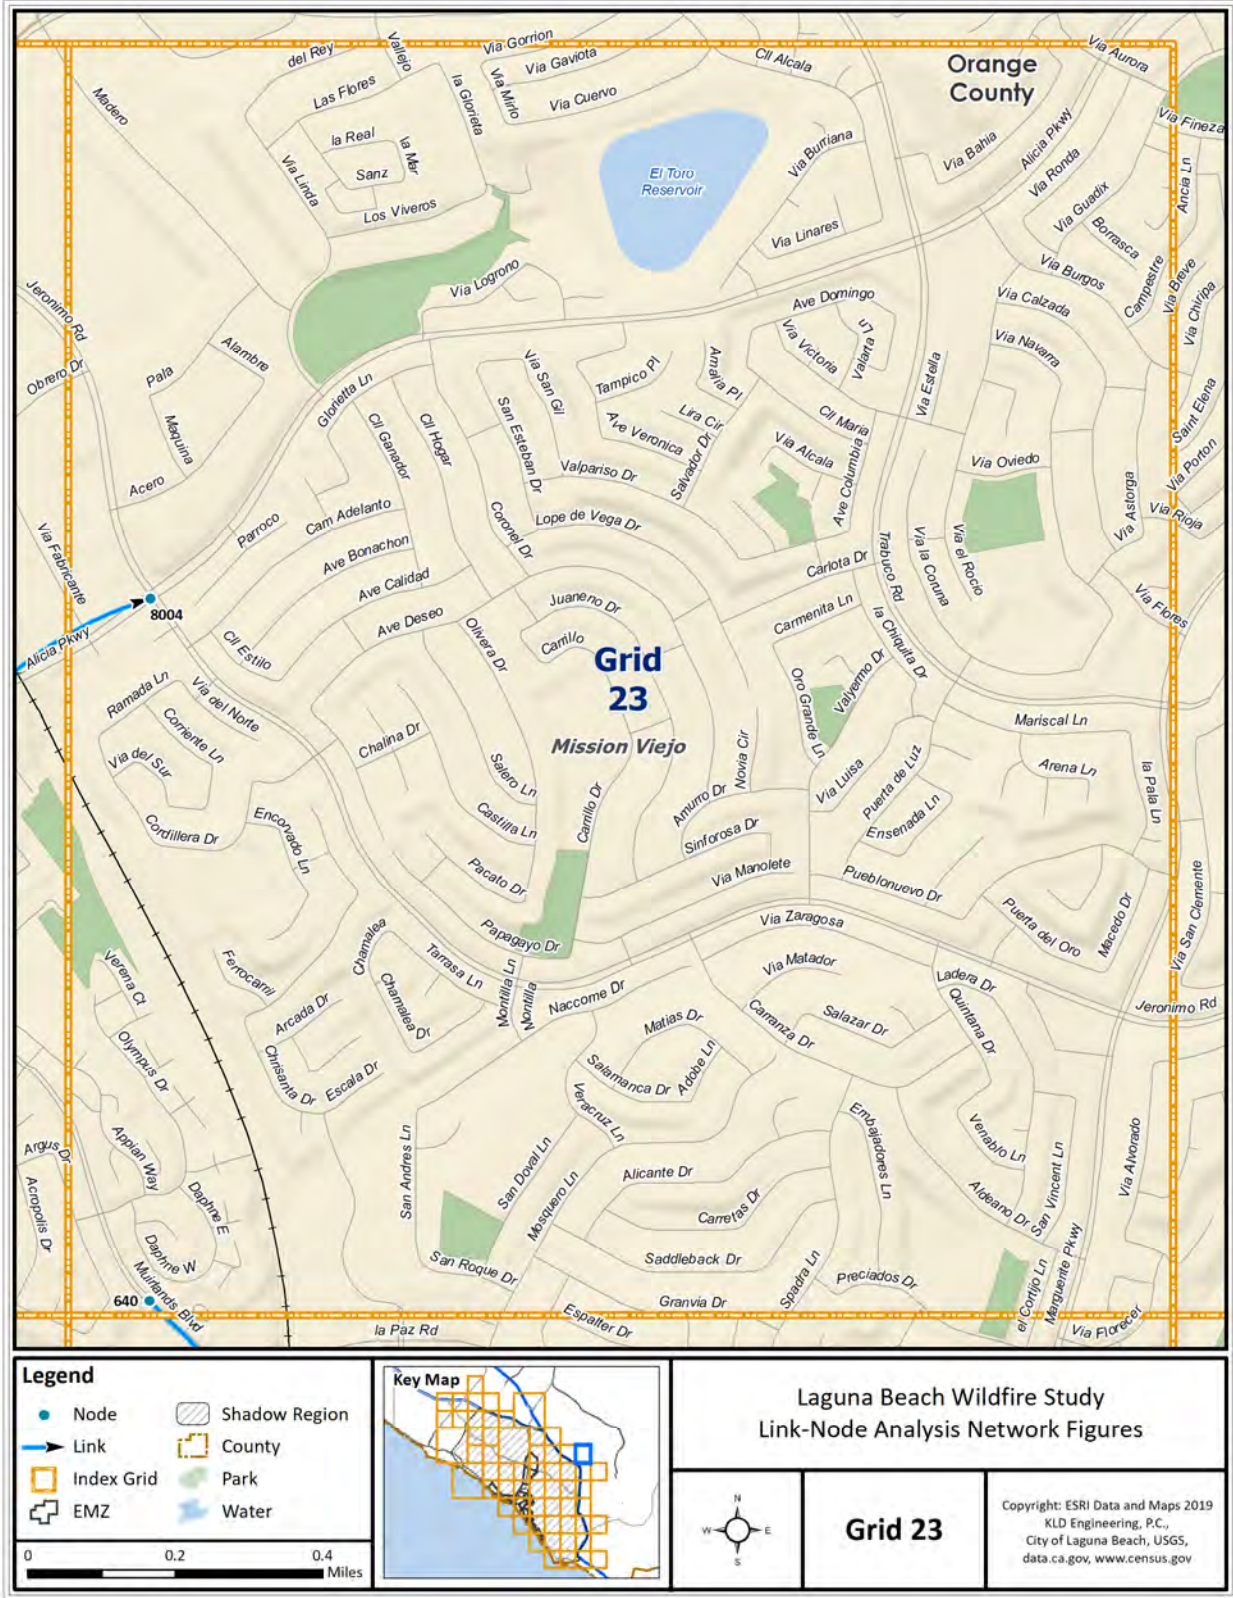 Via Gorrion
Via Aurora
del Rey
Vallejo
Via Gaviota
Cll Alcala
Orange
County
Madero
Las Flores
la Glorieta
Via Mirlo
Via Cuervo
Via Fineza
la Real
la Mar
Via Burriana
Via Bahia
Alicia Pkwy
Via Ronda
Via Linda
Sanz
El Toro
Reservoir
Ancia Ln
Los Viveros
Via Guadix
Borrasca
Via Linares
Via Logrono
Via Burgos
Campestre
Via Breve
Jeronimo Rd
Ave Domingo
Via Calzada
Via Chiripa
Via Victoria
Valarta Ln
Via Navarra
Alambre
Obrero Dr
Pala
Glorietta Ln
Via San Gil
Tampico Pl
Amalia Pl
Via Estella
Saint Elena
Maquina
Cll Ganador
Cll Hogar
San Esteban Dr
Ave Veronica
Lira Cir
Salvador Dr
Cll Maria
Via Alcala
Ave Columbia
Via Oviedo
Via Porton
Acero
Valpariso Dr
Via Astorga
Via Rioja
Parroco
Cam Adelanto
Coronel Dr
Lope de Vega Dr
Via Fabricante
Ave Bonachon
Carlota Dr
Trabuco Rd
Via la Coruna
Via el Rocio
Ave Calidad
Via Flores
8004
Juaneno Dr
Carmenita Ln
la Chiquita Dr
Alicia Pkwy
Cll Estilo
Ave Deseo
Olivera Dr
Carrillo
Grid
23
Mission Viejo
Valyermo Dr
Oro Grande Ln
Ramada Ln
Via del Norte
Corriente Ln
Chalina Dr
Mariscal Ln
Via del Sur
Salero Ln
Novia Cir
Via Luisa
Puerta de Luz
Arena Ln
la Pala Ln
Cordillera Dr
Encorvado Ln
Castilla Ln
Carrillo Dr
Amurro Dr
Sinforosa Dr
Ensenada Ln
Pacato Dr
Via Manolete
Pueblonuevo Dr
Via San Clemente
Puerta del Oro
Macedo Dr
Via Zaragosa
Papagayo Dr
Chamalea
Tarrasa Ln
Ferrocarril
Verena Ct
Via Matador
Ladera Dr
Montilla Ln
Montilla
Naccome Dr
Jeronimo Rd
Arcada Dr
Chamalea Dr
Matias Dr
Carranza Dr
Salazar Dr
Quintana Dr
Olympus Dr
Chrisanta Dr
Escala Dr
Salamanca Dr
Adobe Ln
Veracruz Ln
Embajadores Ln
Argus Dr
Appian Way
San Andres Ln
San Doval Ln
Venablo Ln
San Vincent Ln
Via Alvorado
Acropolis Dr
Daphne E
Mosquero Ln
Alicante Dr
Carretas Dr
Aldeano Dr
Daphne W
Muirlands Blvd
San Roque Dr
Saddleback Dr
Spadra Ln
Preciados Dr
el Cortijo Ln
Marguerite Pkwy
640
Granvia Dr
la Paz Rd
Espalter Dr
Via Florecer
Legend
Node
Shadow Region
Link
County
Index Grid
Park
EMZ
Water
0 0.2 0.4
Miles
Key Map
Laguna Beach Wildfire Study
Link-Node Analysis Network Figures
N
W E
S
Grid 23
Copyright: ESRI Data and Maps 2019
KLD Engineering, P.C.,
City of Laguna Beach, USGS,
data.ca.gov, www.census.gov